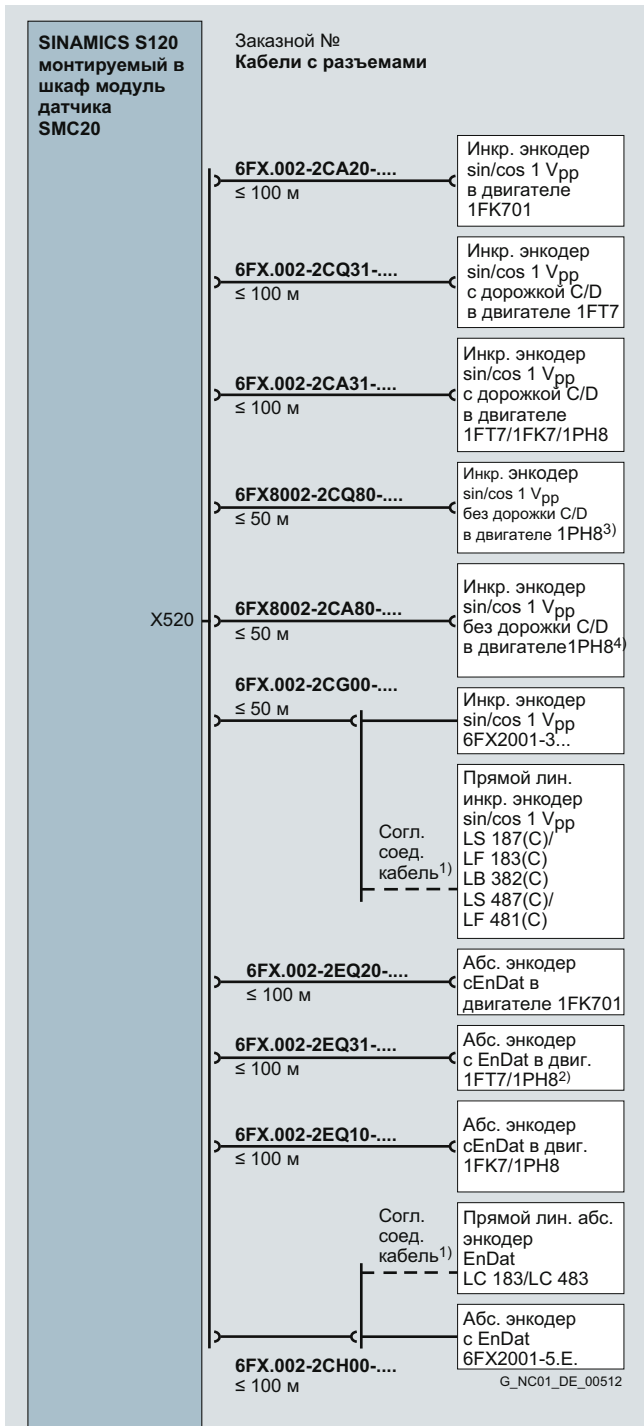 SINAMICS S120
монтируемый в
шкаф модуль
датчика
SMC20
Заказной №
Кабели с разъемами
6FX.002-2CA20-....
≤ 100 м
Инкр. энкодер
sin/cos 1 Vpp
в двигателе
1FK701
6FX.002-2CQ31-....
≤ 100 м
Инкр. энкодер
sin/cos 1 Vpp
с дорожкой C/D
в двигателе 1FT7
6FX.002-2CA31-....
≤ 100 м
Инкр. энкодер
sin/cos 1 Vpp
с дорожкой C/D
в двигателе
1FT7/1FK7/1PH8
6FX8002-2CQ80-....
≤ 50 м
Инкр. энкодер
sin/cos 1 Vpp
без дорожки C/D
в двигателе 1PH83)
X520
6FX8002-2CA80-....
≤ 50 м
Инкр. энкодер
sin/cos 1 Vpp
без дорожки C/D
в двигателе1PH84)
6FX.002-2CG00-....
≤ 50 м
Инкр. энкодер
sin/cos 1 Vpp
6FX2001-3...
Согл.
соед.
кабель1)
Прямой лин.
инкр. энкодер
sin/cos 1 Vpp
LS 187(C)/
LF 183(C)
LB 382(C)
LS 487(C)/
LF 481(C)
6FX.002-2EQ20-....
≤ 100 м
Абс. энкодер
сEnDat в
двигателе 1FK701
6FX.002-2EQ31-....
≤ 100 м
Абс. энкодер
с EnDat в двиг.
1FT7/1PH82)
6FX.002-2EQ10-....
≤ 100 м
Абс. энкодер
сEnDat в двиг.
1FK7/1PH8
Согл.
соед.
кабель1)
Прямой лин. абс.
энкодер
EnDat
LC 183/LC 483
Абс. энкодер
с EnDat
6FX2001-5.E.
6FX.002-2CH00-....
≤ 100 м
G_NC01_DE_00512